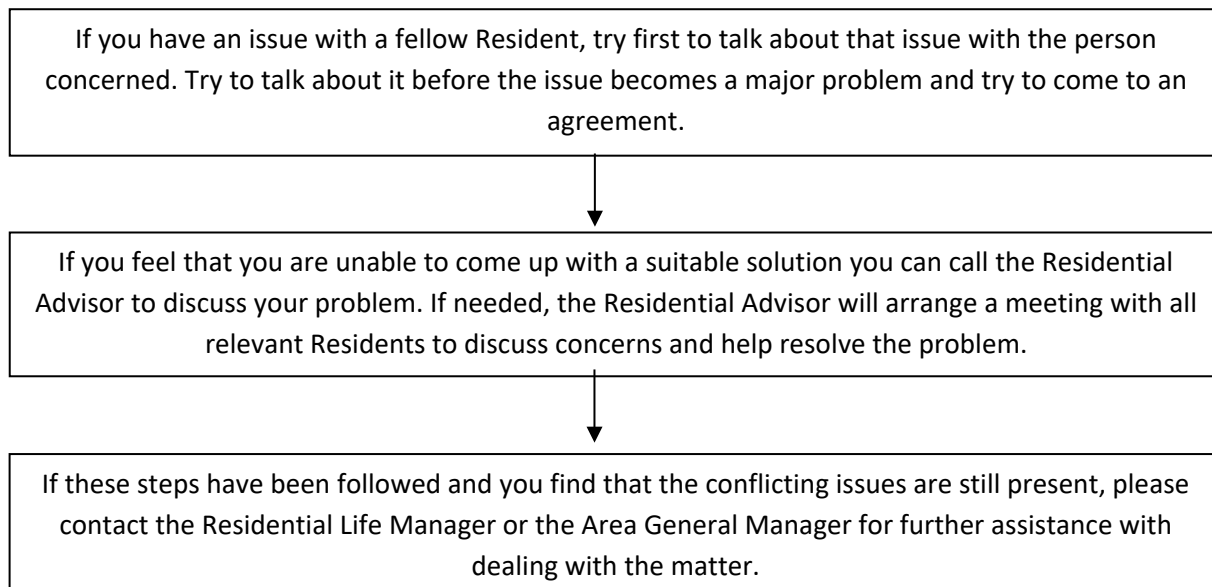 If you have an issue with a fellow Resident, try first to talk about that issue with the person
concerned. Try to talk about it before the issue becomes a major problem and try to come to an
agreement.
If you feel that you are unable to come up with a suitable solution you can call the Residential
Advisor to discuss your problem. If needed, the Residential Advisor will arrange a meeting with all
relevant Residents to discuss concerns and help resolve the problem.
If these steps have been followed and you find that the conflicting issues are still present, please
contact the Residential Life Manager or the Area General Manager for further assistance with
dealing with the matter.